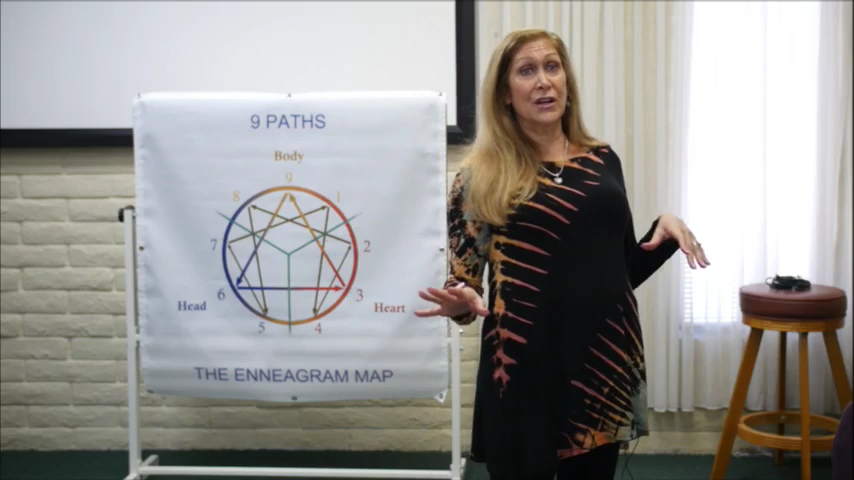 9 PATHS
Body
9
8 1
7 2
6 3
Head Heart
5 4
THE ENNEAGRAM MAP